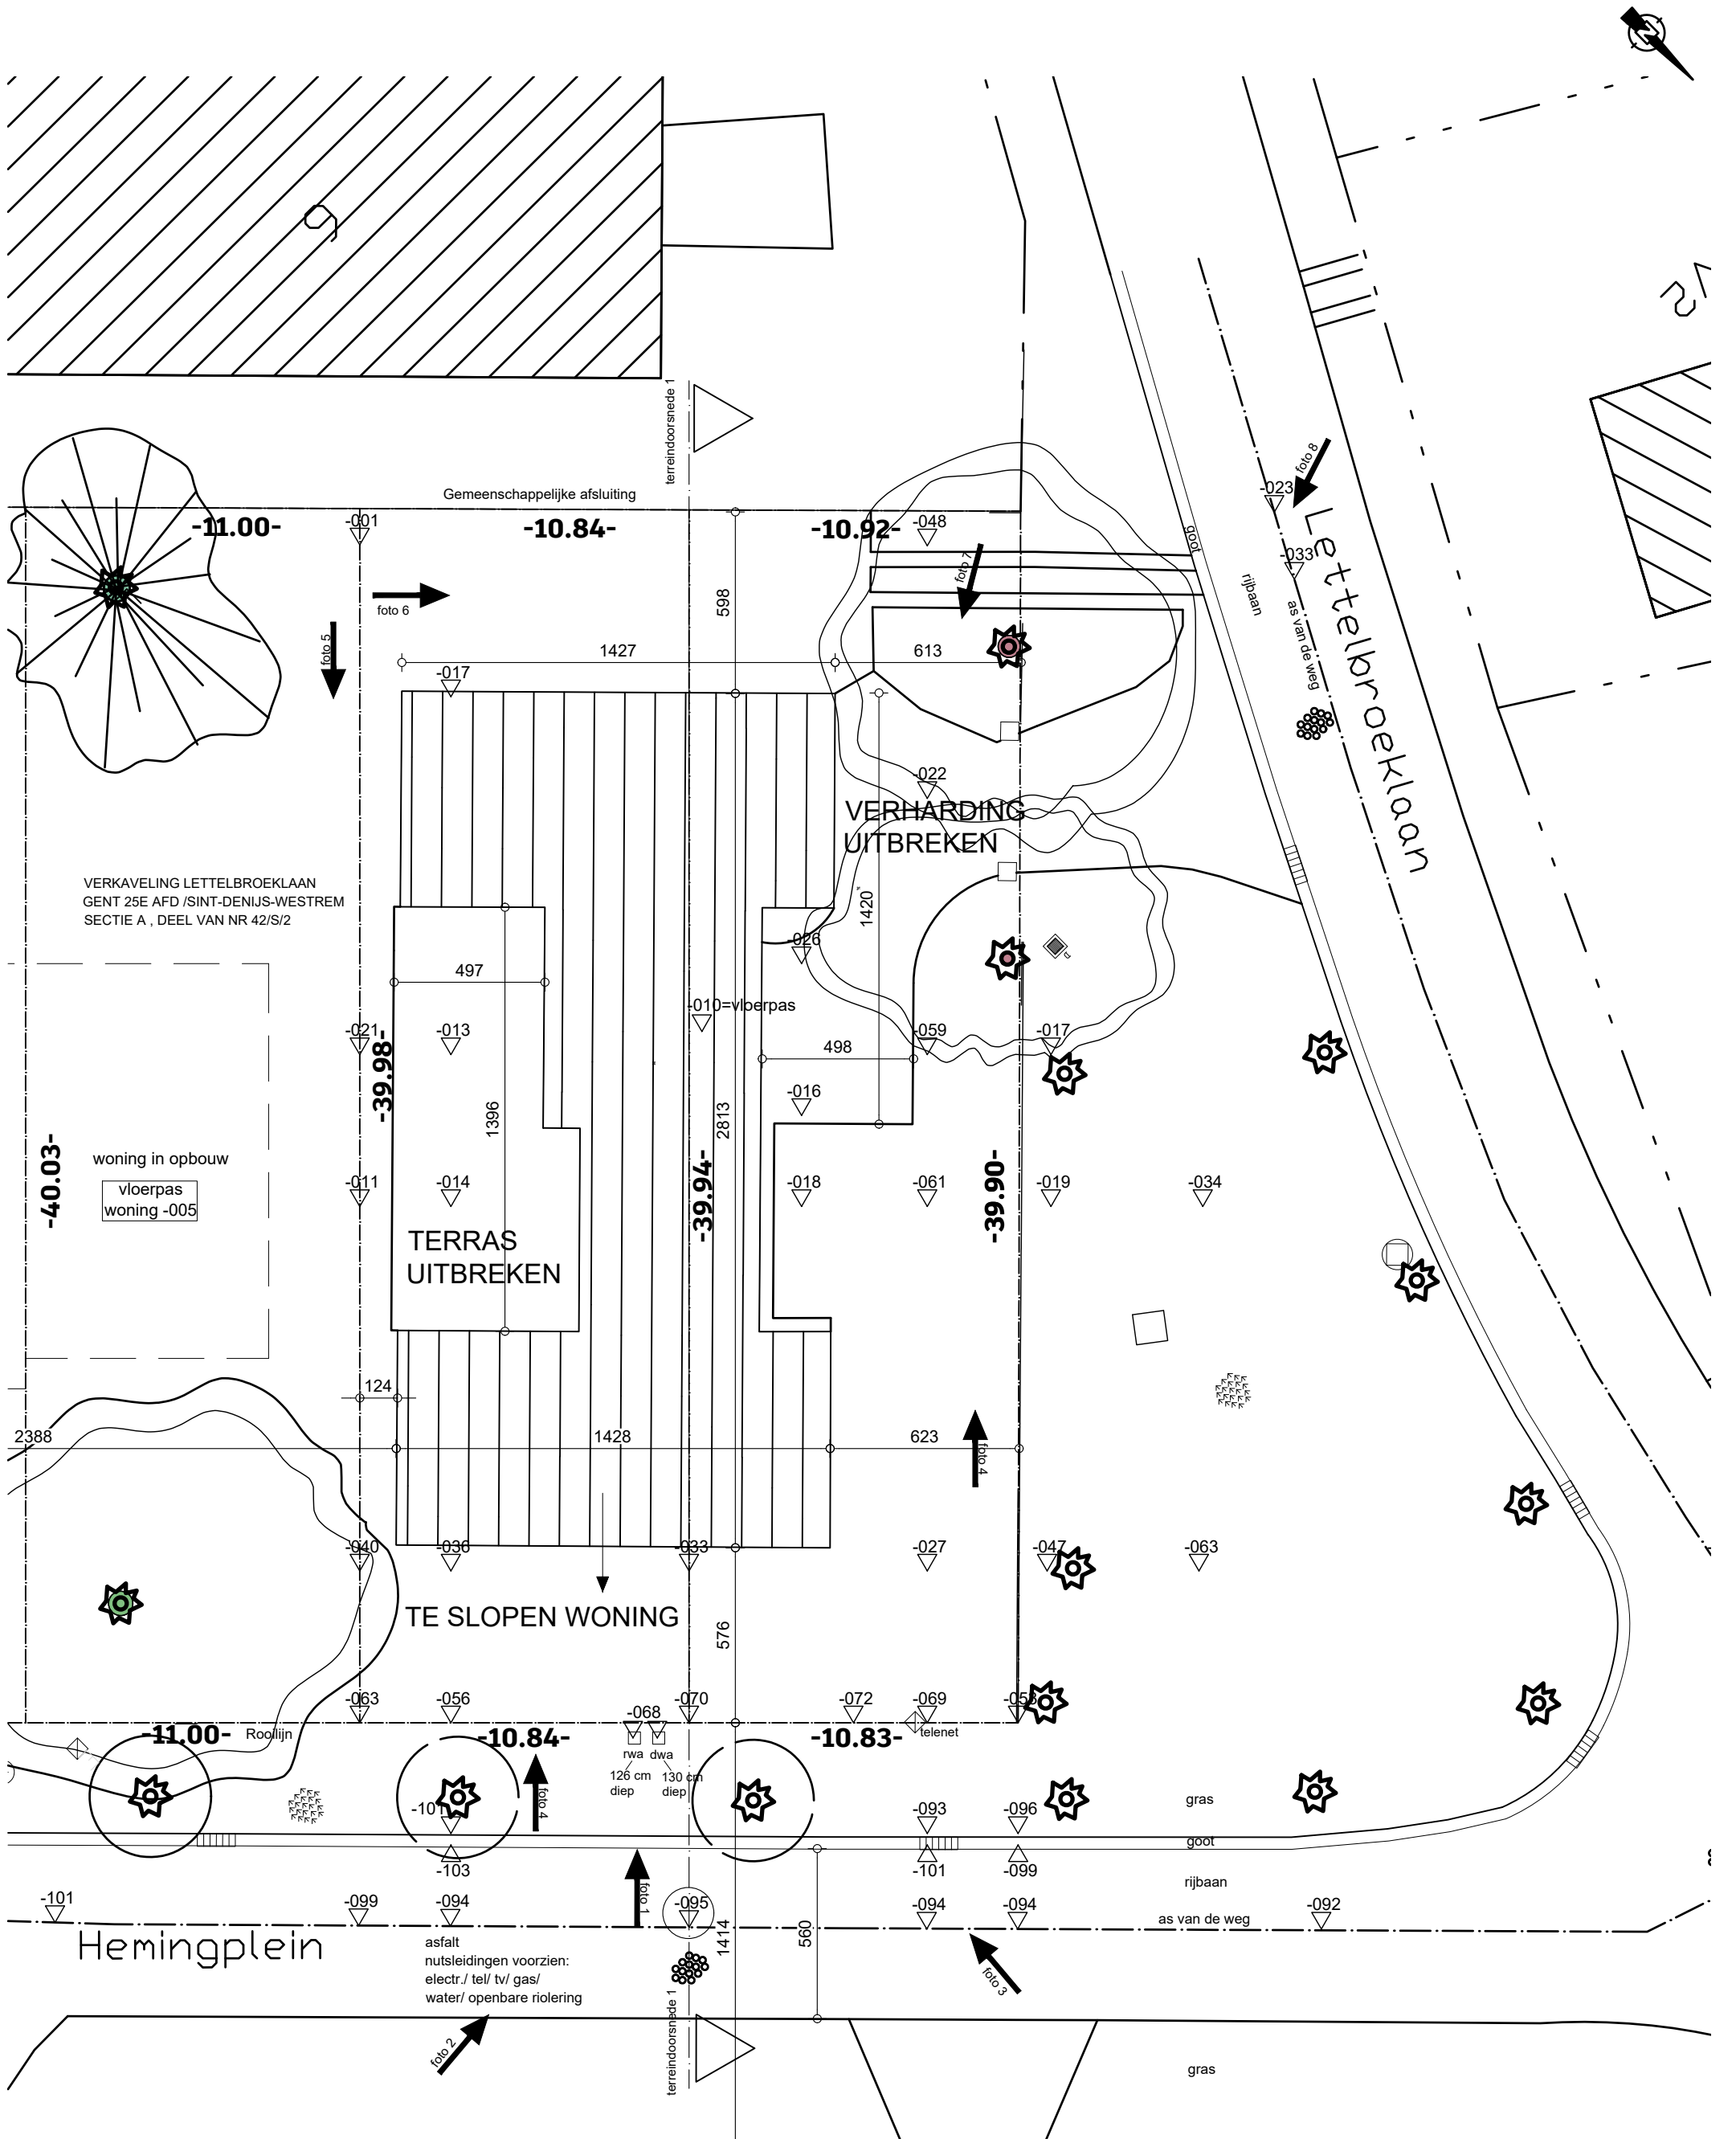 N
9
terreindoorsnede 1
Gemeenschappelijke afsluiting
-11.00-
-001
-10.84-
-10.92-
-048
goot
-023
foto 8
-033
Lettelbroeklaan
rijbaan
as van de weg
foto 6
foto 5
foto 7
598
1427
613
-017
-022
VERHARDING
UITBREKEN
VERKAVELING LETTELBROEKLAAN
GENT 25E AFD /SINT-DENIJS-WESTREM
SECTIE A , DEEL VAN NR 42/S/2
1420
-026
497
-010=vloerpas
-021
-013
-39.98-
498
-059
-017
-016
1396
2813
-40.03-
woning in opbouw
vloerpas
woning -005
-011
-014
-39.94-
-018
-061
-39.90-
-019
-034
TERRAS
UITBREKEN
124
2388
1428
623
foto 4
-040
-036
-033
-027
-047
-063
TE SLOPEN WONING
576
-063
-056
-068
-070
-072
-069
-053
-11.00-
Rooilijn
-10.84-
-10.83-
telenet
rwa
dwa
126 cm
diep
130 cm
diep
foto 4
-101
-093
-096
gras
goot
-103
-101
-099
rijbaan
foto 1
-101
-099
-094
-095
-094
-094
as van de weg
-092
Hemingplein
1414
560
asfalt
nutsleidingen voorzien:
electr./ tel/ tv/ gas/
water/ openbare riolering
foto 3
foto 2
terreindoorsnede 1
gras